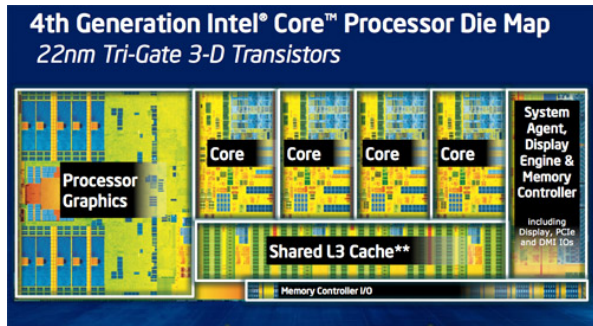 4th Generation Intel® Core™ Processor Die Map
22nm Tri-Gate 3-D Transistors
Processor
Graphics
Core
Core
Core
Core
System
Agent,
Display
Engine &
Memory
Controller
including
Display, PCIe
and DMI IOs
Shared L3 Cache**
Memory Controller I/O